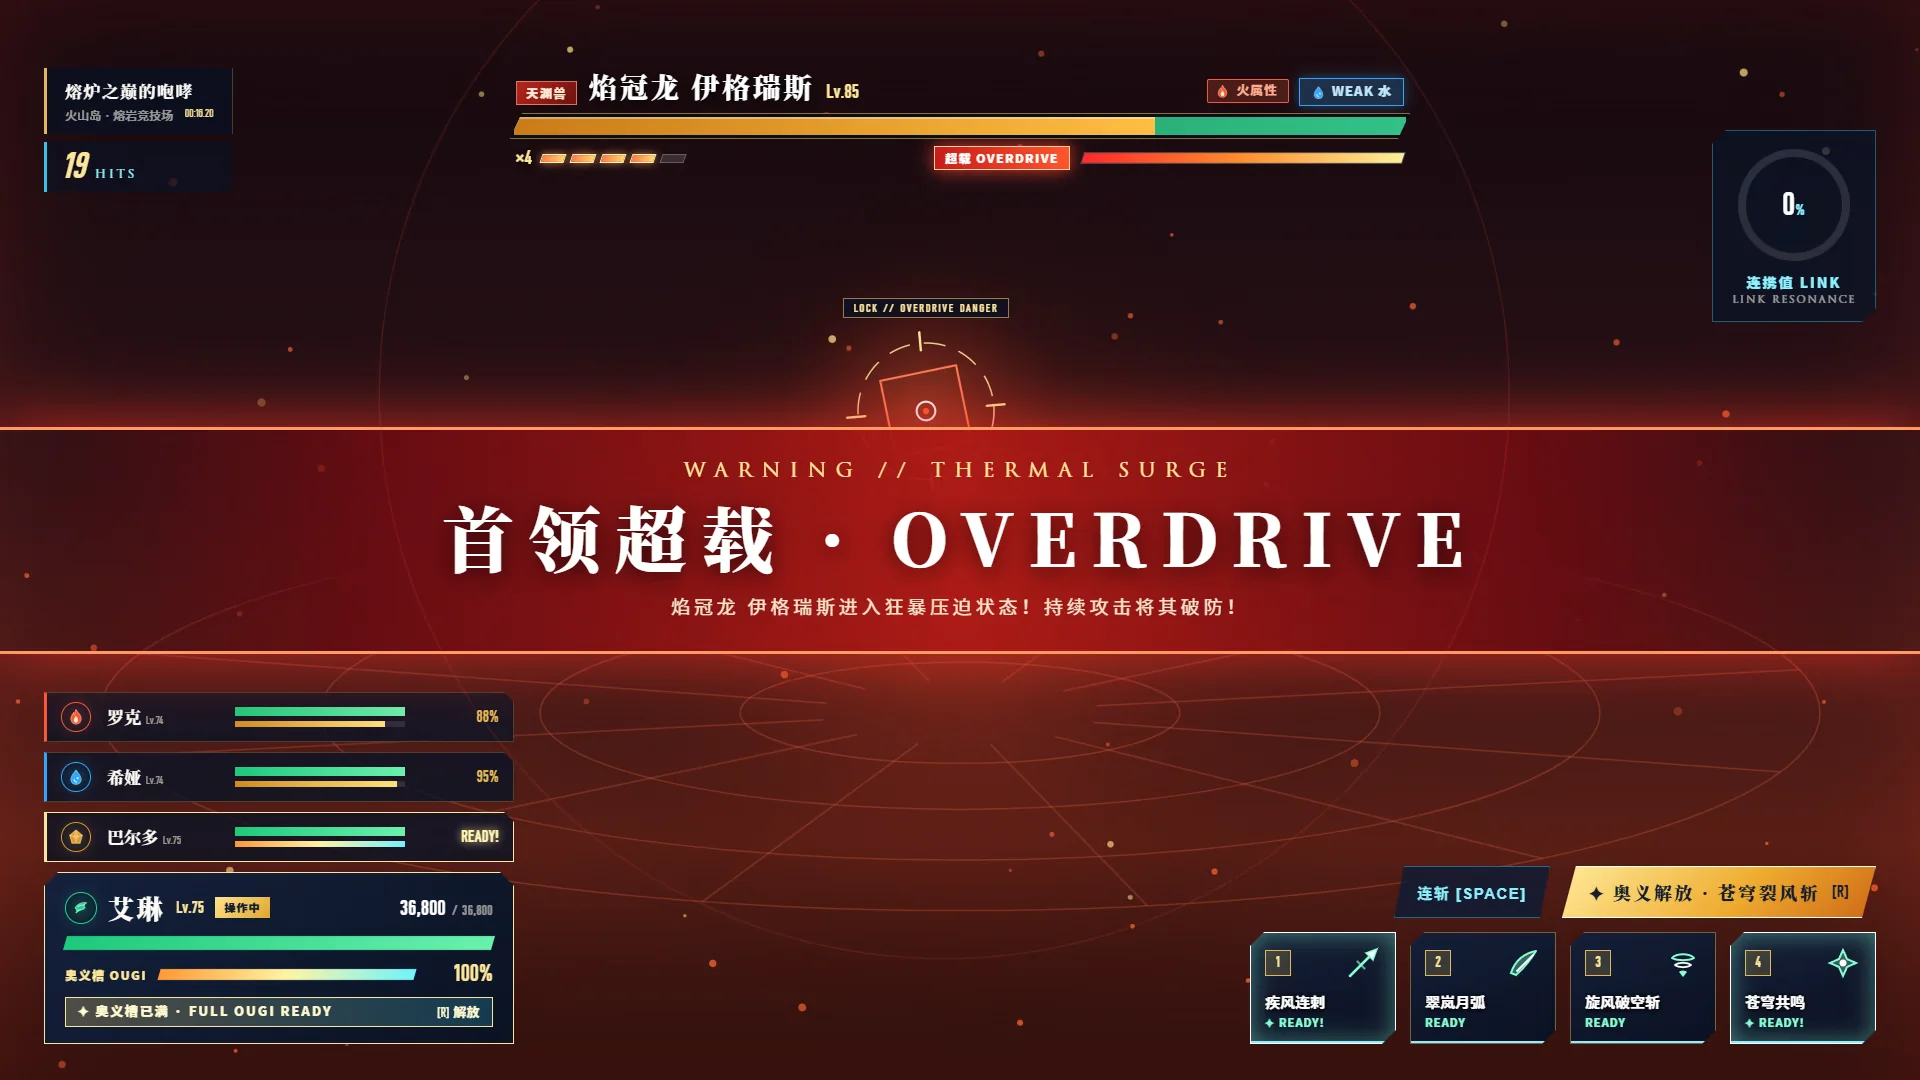 熔炉之巅的咆哮
火山岛 · 熔岩竞技场 00:16.20
19 HITS
天渊兽 焰冠龙 伊格瑞斯 Lv.85
火属性 WEAK 水
×4
超载 OVERDRIVE
0%
连携值 LINK
LINK RESONANCE
LOCK // OVERDRIVE DANGER
WARNING // THERMAL SURGE
首领超载 · OVERDRIVE
焰冠龙 伊格瑞斯进入狂暴压迫状态！持续攻击将其破防！
罗克 Lv.74 88%
希娅 Lv.74 95%
巴尔多 Lv.75 READY!
艾琳 Lv.75 操作中 36,800 / 36,800
奥义槽 OUGI 100%
✦ 奥义槽已满 · FULL OUGI READY [R] 解放
连斩 [SPACE]
✦ 奥义解放 · 苍穹裂风斩 [R]
1
疾风连刺
✦ READY!
2
翠岚月弧
READY
3
旋风破空斩
READY
4
苍穹共鸣
✦ READY!